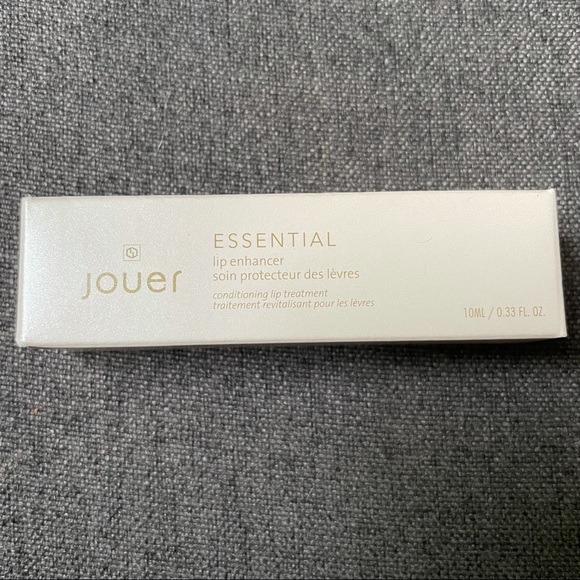 jouer
ESSENTIAL
lip enhancer
soin protecteur des lèvres
conditioning lip treatment
traitement revitalisant pour les lèvres
10ML / 0.33 FL. OZ.